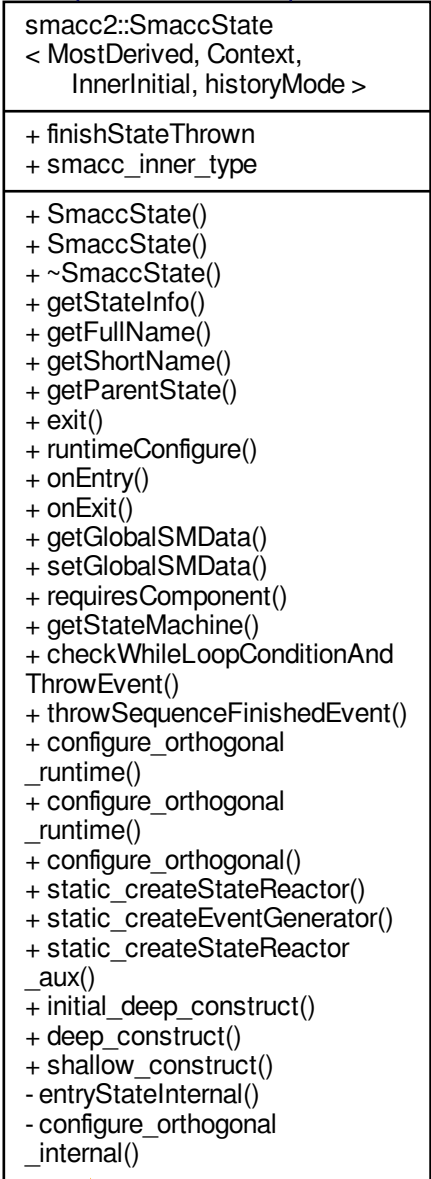 smacc2::SmaccState
< MostDerived, Context,
InnerInitial, historyMode >
+ finishStateThrown
+ smacc_inner_type
+ SmaccState()
+ SmaccState()
+ ~SmaccState()
+ getStateInfo()
+ getFullName()
+ getShortName()
+ getParentState()
+ exit()
+ runtimeConfigure()
+ onEntry()
+ onExit()
+ getGlobalSMData()
+ setGlobalSMData()
+ requiresComponent()
+ getStateMachine()
+ checkWhileLoopConditionAnd
ThrowEvent()
+ throwSequenceFinishedEvent()
+ configure_orthogonal
_runtime()
+ configure_orthogonal
_runtime()
+ configure_orthogonal()
+ static_createStateReactor()
+ static_createEventGenerator()
+ static_createStateReactor
_aux()
+ initial_deep_construct()
+ deep_construct()
+ shallow_construct()
- entryStateInternal()
- configure_orthogonal
_internal()